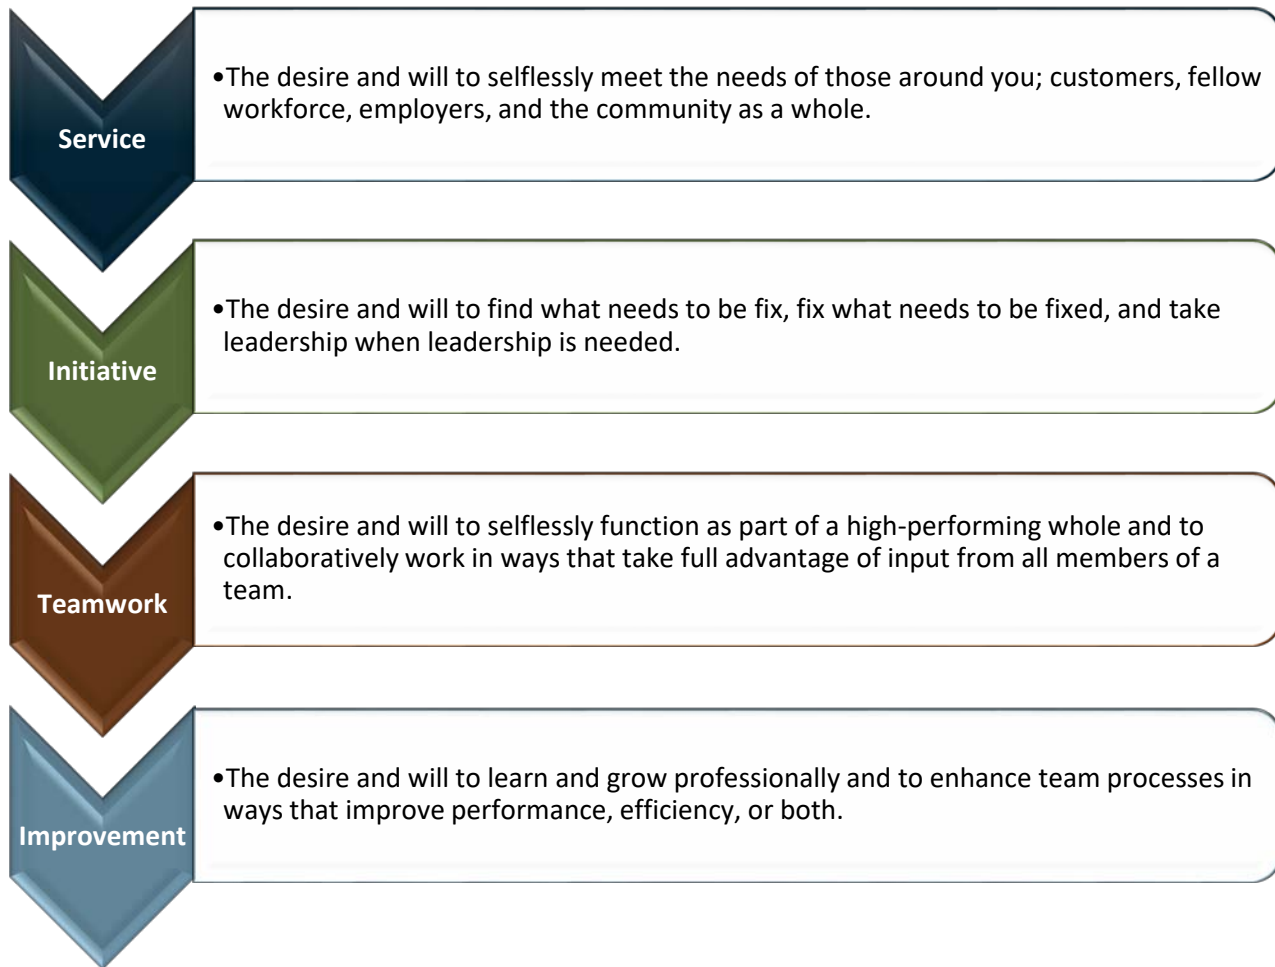 Service
•The desire and will to selflessly meet the needs of those around you; customers, fellow
workforce, employers, and the community as a whole.
Initiative
•The desire and will to find what needs to be fix, fix what needs to be fixed, and take
leadership when leadership is needed.
Teamwork
•The desire and will to selflessly function as part of a high-performing whole and to
collaboratively work in ways that take full advantage of input from all members of a
team.
Improvement
•The desire and will to learn and grow professionally and to enhance team processes in
ways that improve performance, efficiency, or both.